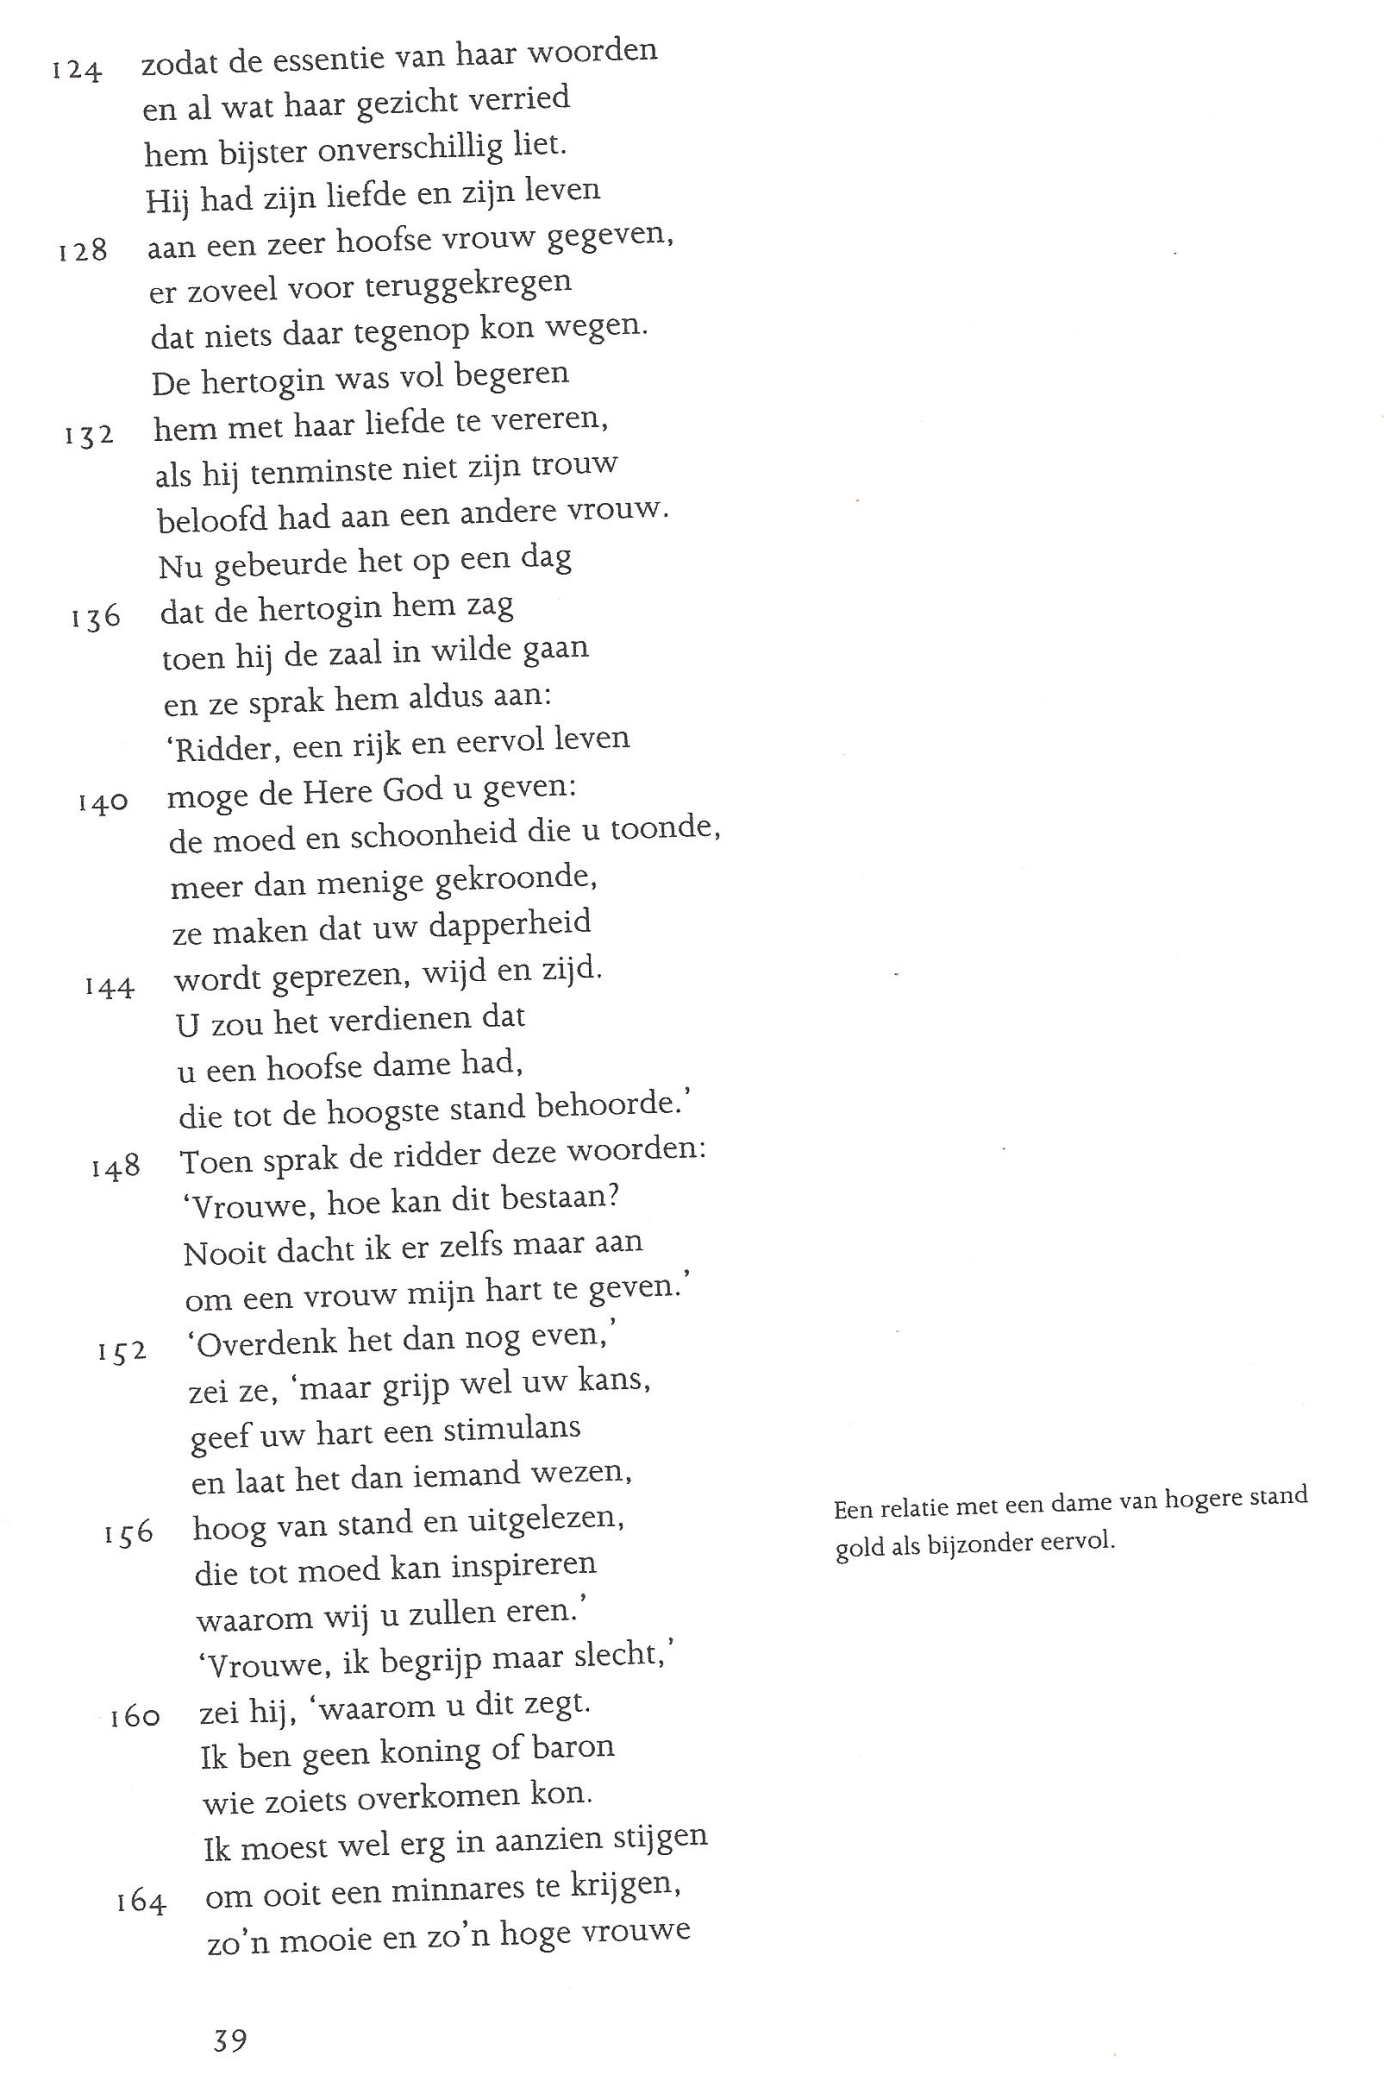 124 zodat de essentie van haar woorden
en al wat haar gezicht verried
hem bijster onverschillig liet.
Hij had zijn liefde en zijn leven
128 aan een zeer hoofse vrouw gegeven,
er zoveel voor teruggekregen
dat niets daar tegenop kon wegen.
De hertogin was vol begeren
132 hem met haar liefde te vereren,
als hij tenminste niet zijn trouw
beloofd had aan een andere vrouw.
Nu gebeurde het op een dag
136 dat de hertogin hem zag
toen hij de zaal in wilde gaan
en ze sprak hem aldus aan:
‘Ridder, een rijk en eervol leven
140 moge de Here God u geven:
de moed en schoonheid die u toonde,
meer dan menige gekroonde,
ze maken dat uw dapperheid
144 wordt geprezen, wijd en zijd.
U zou het verdienen dat
u een hoofse dame had,
die tot de hoogste stand behoorde.’
148 Toen sprak de ridder deze woorden:
‘Vrouwe, hoe kan dit bestaan?
Nooit dacht ik er zelfs maar aan
om een vrouw mijn hart te geven.’
152 ‘Overdenk het dan nog even,’
zei ze, ‘maar grijp wel uw kans,
geef uw hart een stimulans
en laat het dan iemand wezen,
156 hoog van stand en uitgelezen,
die tot moed kan inspireren
waarom wij u zullen eren.’
‘Vrouwe, ik begrijp maar slecht,’
160 zei hij, ‘waarom u dit zegt.
Ik ben geen koning of baron
wie zoiets overkomen kon.
Ik moest wel erg in aanzien stijgen
164 om ooit een minnares te krijgen,
zo’n mooie en zo’n hoge vrouwe
Een relatie met een dame van hogere stand
gold als bijzonder eervol.
39